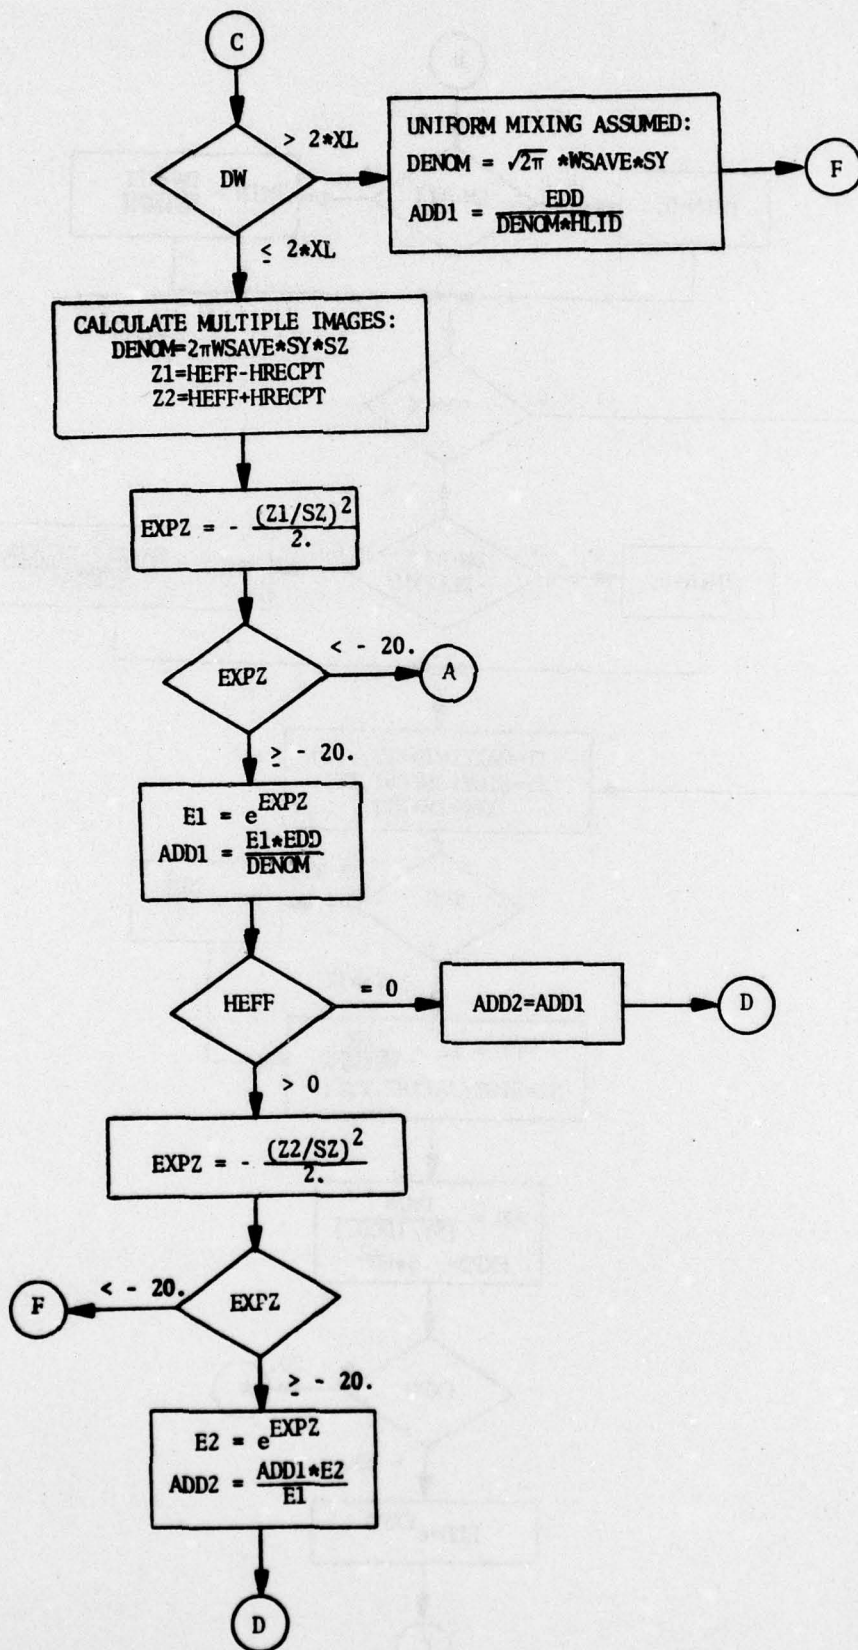 C
DW
> 2*XL
UNIFORM MIXING ASSUMED:
DENOM = √2π *WSAVE*SY
ADD1 = EDD
DENOM*HLID
F
≤ 2*XL
CALCULATE MULTIPLE IMAGES:
DENOM=2πWSAVE*SY*SZ
Z1=HEFF-HRECPT
Z2=HEFF+HRECPT
EXPZ = - (Z1/SZ)²
2.
EXPZ
< - 20.
A
≥ - 20.
E1 = e^EXPZ
ADD1 = E1*EDD
DENOM
HEFF
= 0
ADD2=ADD1
D
> 0
EXPZ = - (Z2/SZ)²
2.
F
< - 20.
EXPZ
≥ - 20.
E2 = e^EXPZ
ADD2 = ADD1*E2
E1
D